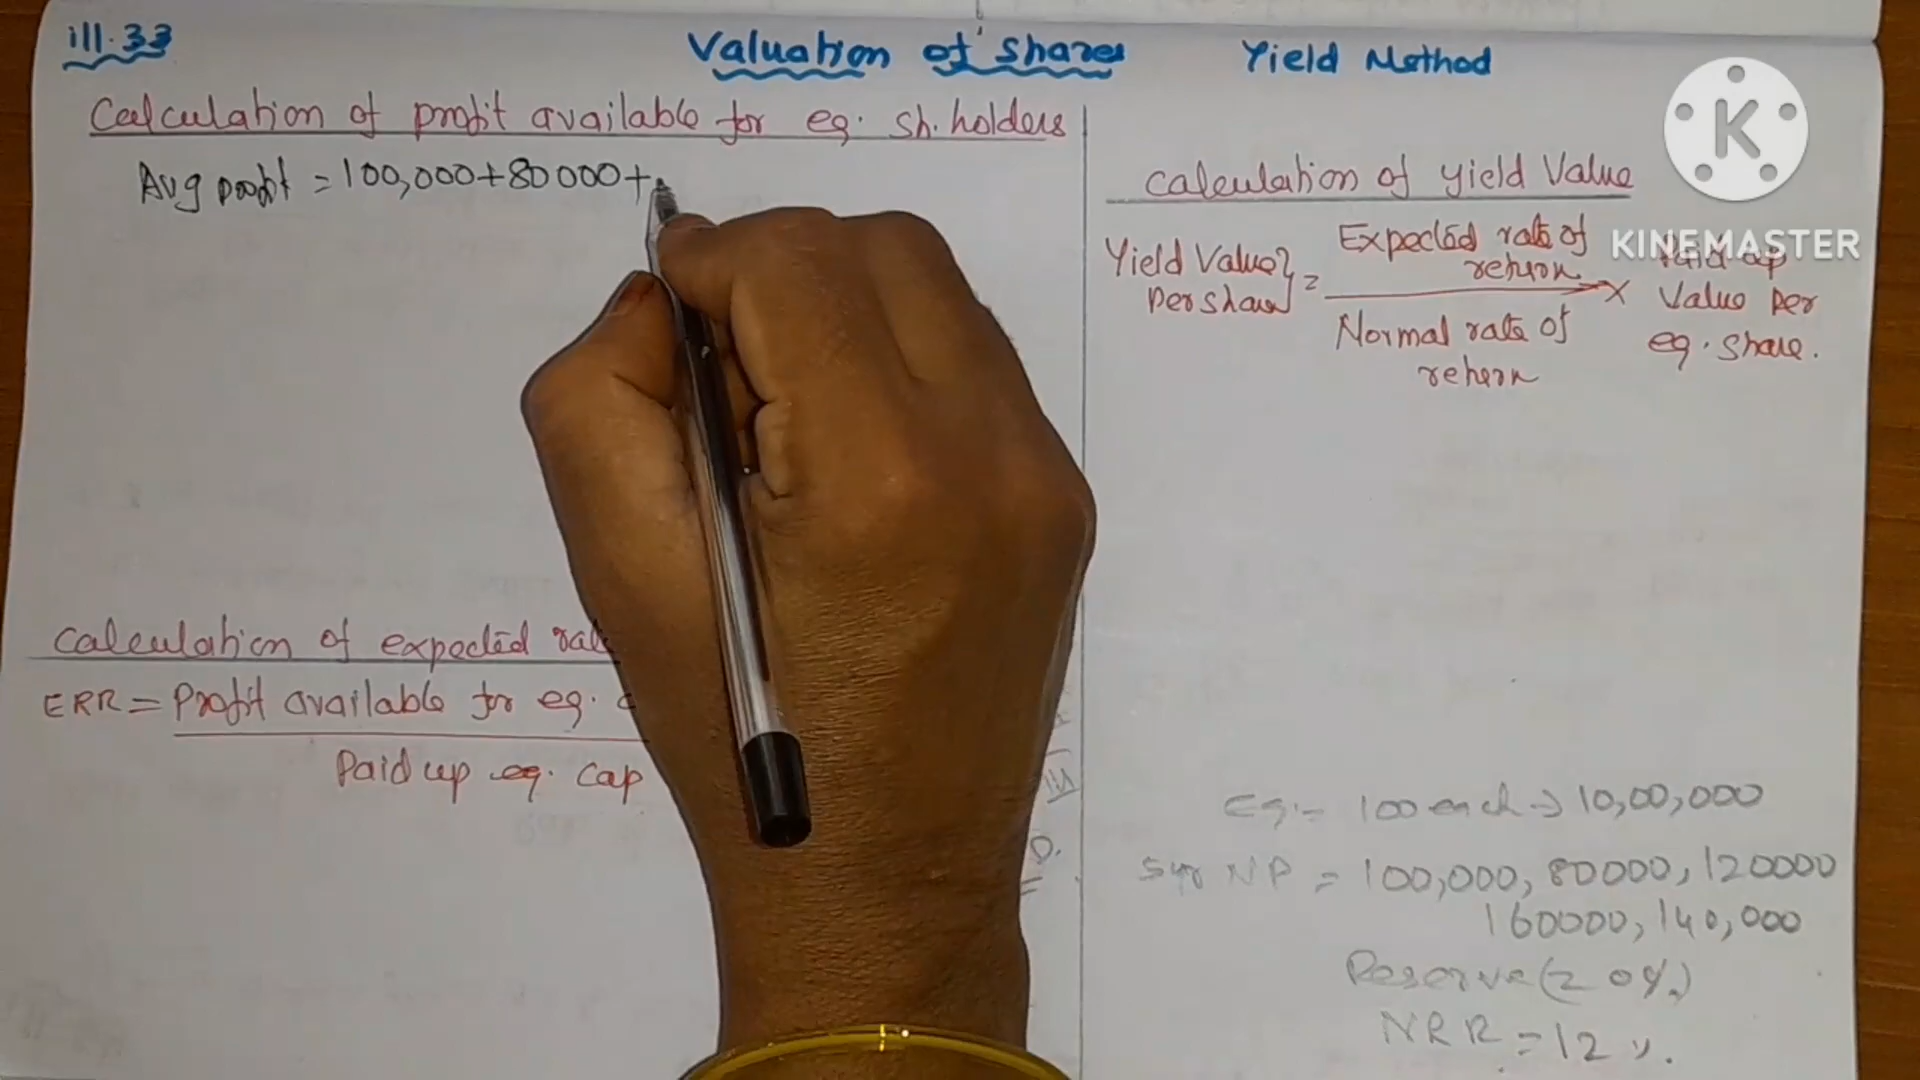 ill.33
Valuation of shares Yield Method
Calculation of profit available for eq. sh. holders
Avg profit = 100,000+80000+
Calculation of expected rate
ERR = Profit available for eq.
Paid up eq. cap
K
KINEMASTER
Calculation of yield Value
Yield Value } = Expected rate of return × Paid up
Per share Normal rate of return Value Per
eq. share.
Eq:- 100 each → 10,00,000
5yr NP = 100,000, 80000, 120000
160000, 140,000
Reserve (20%)
NRR = 12%.